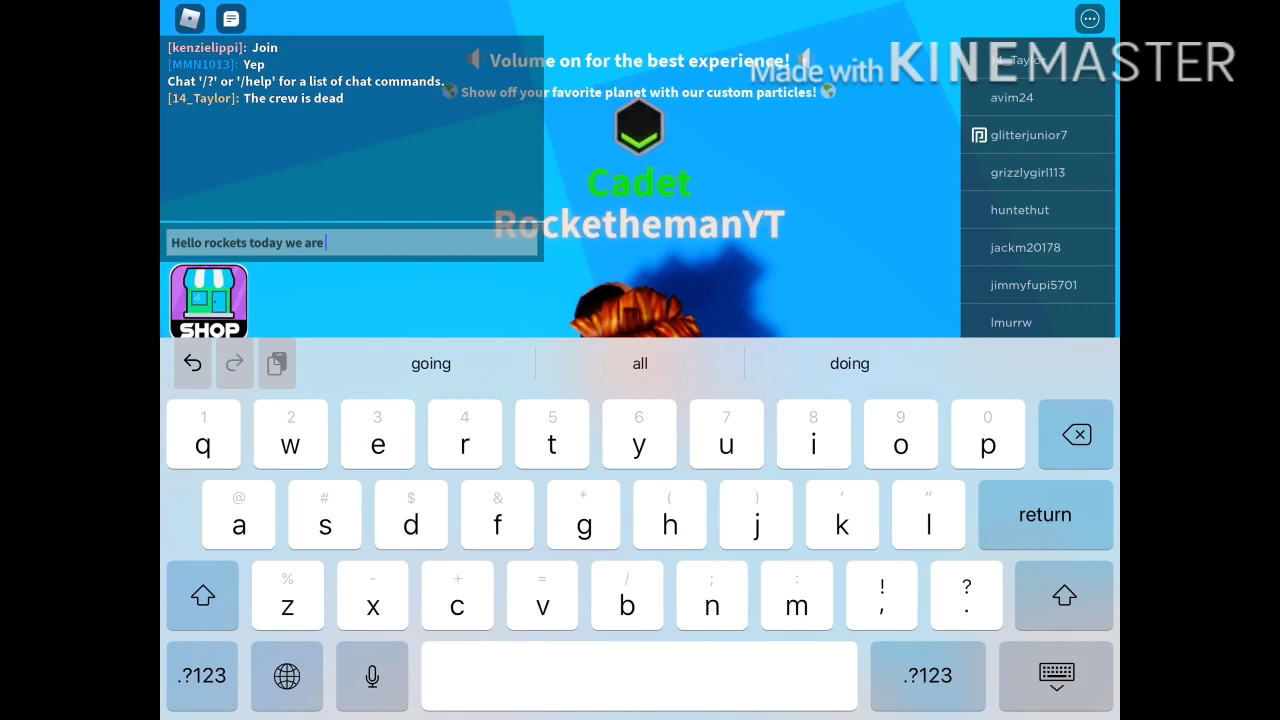 [kenzielippi]: Join
[MMN1013]: Yep
Chat '/?' or '/help' for a list of chat commands.
[14_Taylor]: The crew is dead
Volume on for the best experience!
Show off your favorite planet with our custom particles!
Made with KINEMASTER
Cadet
RockethemanYT
14_Taylor
avim24
glitterjunior7
grizzlygirl113
huntethut
jackm20178
jimmyfupi5701
lmurrw
Hello rockets today we are
SHOP
going all doing
1 2 3 4 5 6 7 8 9 0
q w e r t y u i o p
@ # $ & * ( ) ' "
a s d f g h j k l return
% - + = / ; : ! ?
z x c v b n m , .
.?123 .?123